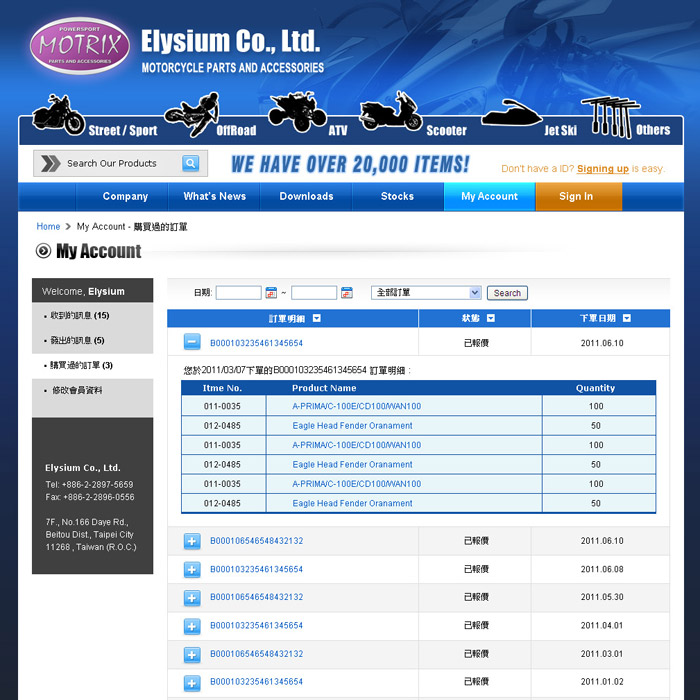 POWERSPORT
MOTRIX
PARTS AND ACCESSORIES
Elysium Co., Ltd.
MOTORCYCLE PARTS AND ACCESSORIES
Street / Sport
OffRoad
ATV
Scooter
Jet Ski
Others
Search Our Products
WE HAVE OVER 20,000 ITEMS!
Don't have a ID? Signing up is easy.
Company
What's News
Downloads
Stocks
My Account
Sign In
Home
My Account - 購買過的訂單
My Account
Welcome, Elysium
收到的訊息 (15)
發出的訊息 (5)
購買過的訂單 (3)
修改會員資料
Elysium Co., Ltd.
Tel: +886-2-2897-5659
Fax: +886-2-2896-0556
7F., No.166 Daye Rd.,
Beitou Dist., Taipei City
11268 , Taiwan (R.O.C.)
日期: ~ 全部訂單 Search
訂單明細 狀態 下單日期
B000103235461345654 已報價 2011.06.10
您於2011/03/07下單的B000103235461345654 訂單明細 :
Itme No. Product Name Quantity
011-0035 A-PRIMA/C-100E/CD100/WAN100 100
012-0485 Eagle Head Fender Oranament 50
011-0035 A-PRIMA/C-100E/CD100/WAN100 100
012-0485 Eagle Head Fender Oranament 50
011-0035 A-PRIMA/C-100E/CD100/WAN100 100
012-0485 Eagle Head Fender Oranament 50
B000106546548432132 已報價 2011.06.10
B000103235461345654 已報價 2011.06.08
B000106546548432132 已報價 2011.05.30
B000103235461345654 已報價 2011.04.01
B000106546548432132 已報價 2011.03.01
B000103235461345654 已報價 2011.01.02